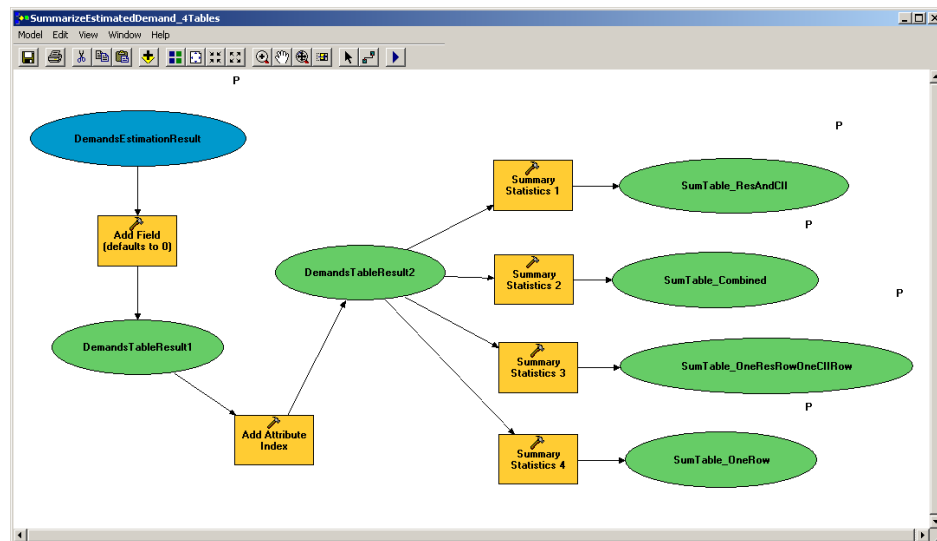 SummarizeEstimatedDemand_4Tables
Model Edit View Window Help
P
DemandsEstimationResult
P
Summary
Statistics 1
SumTable_ResAndCII
Add Field
(defaults to 0)
P
DemandsTableResult2
Summary
Statistics 2
SumTable_Combined
P
DemandsTableResult1
Summary
Statistics 3
SumTable_OneResRowOneCIIRow
P
Add Attribute
Index
Summary
Statistics 4
SumTable_OneRow